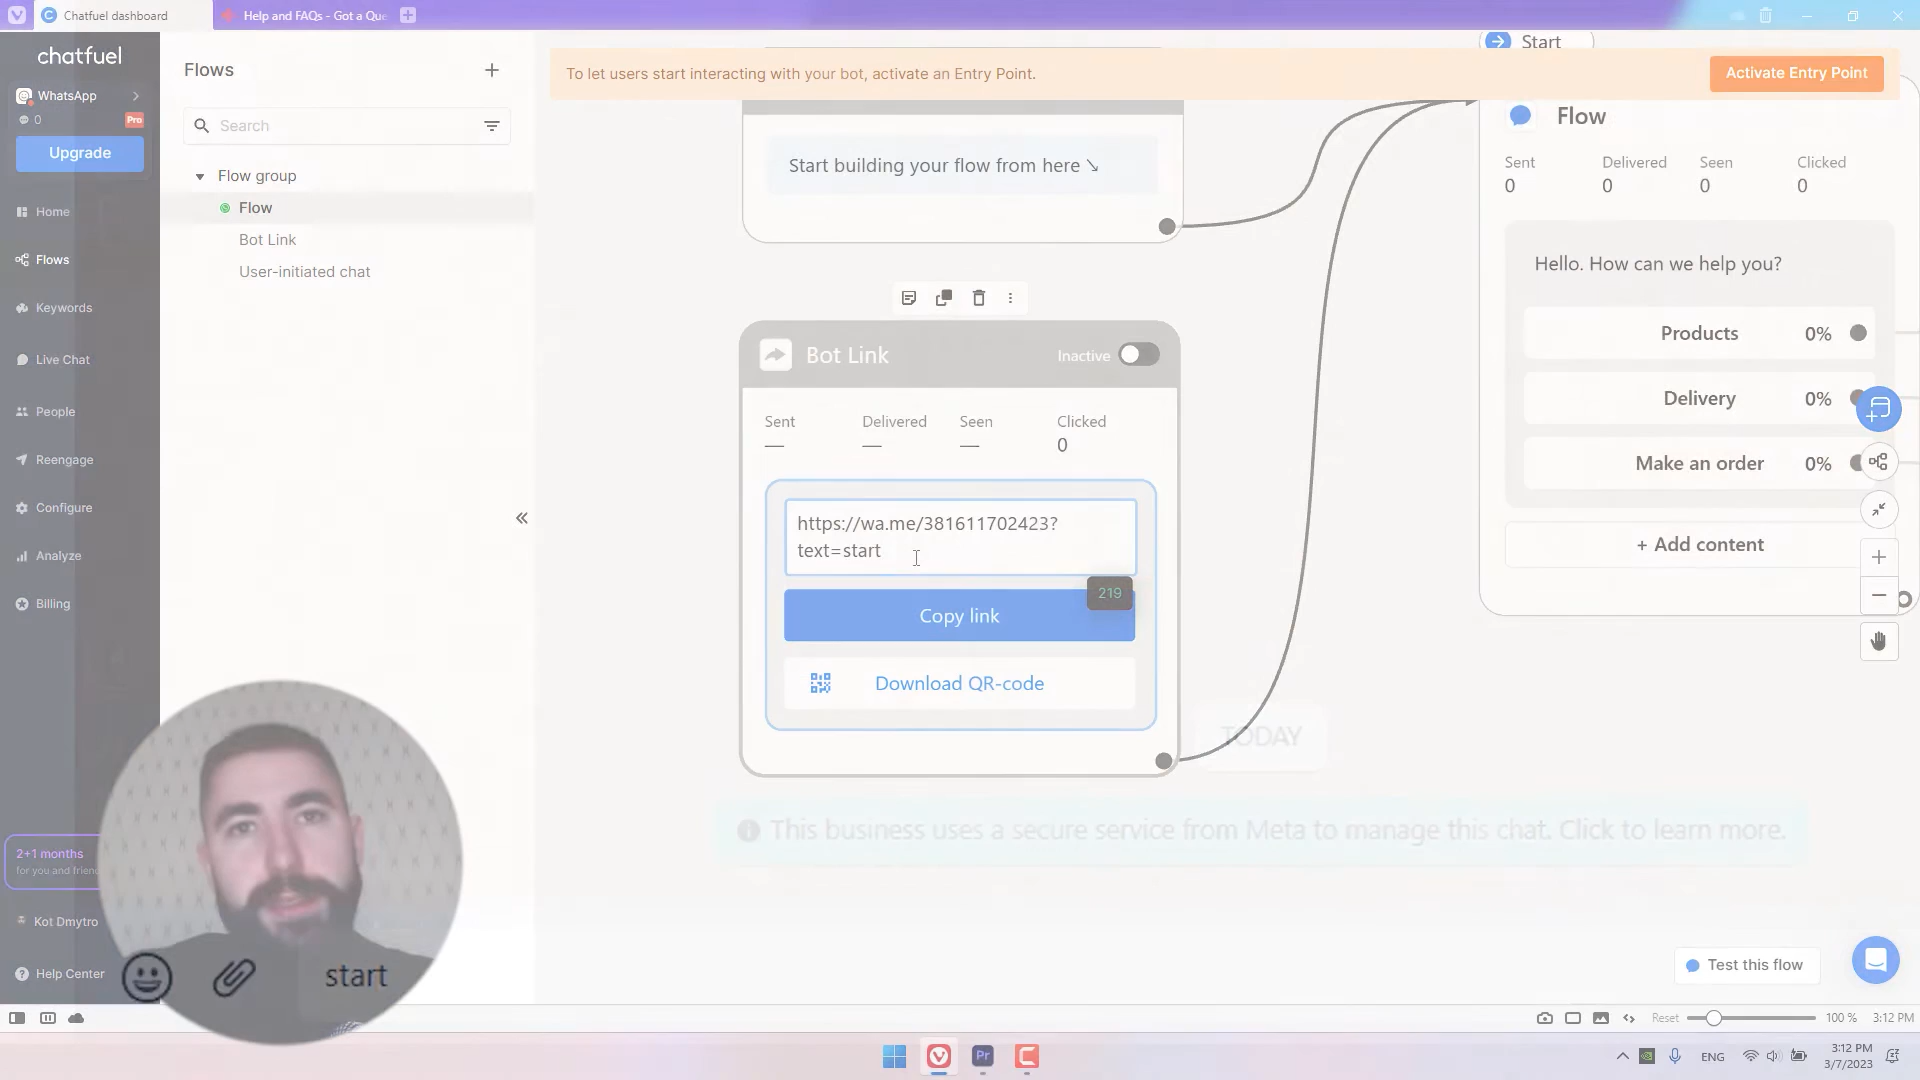 Chatfuel dashboard
Help and FAQs - Got a Que
chatfuel
WhatsApp
0
Pro
Upgrade
Home
Flows
Keywords
Live Chat
People
Reengage
Configure
Analyze
Billing
2+1 months
for you and friend
Kot Dmytro
Help Center
Flows
Search
Flow group
Flow
Bot Link
User-initiated chat
To let users start interacting with your bot, activate an Entry Point.
Activate Entry Point
Start building your flow from here ↘
Bot Link
Inactive
Sent
Delivered
Seen
Clicked
—
—
—
0
https://wa.me/381611702423?
text=start
219
Copy link
Download QR-code
Start
Flow
Sent
Delivered
Seen
Clicked
0
0
0
0
Hello. How can we help you?
Products 0%
Delivery 0%
Make an order 0%
+ Add content
TODAY
This business uses a secure service from Meta to manage this chat. Click to learn more.
start
Test this flow
Reset
100 %
3:12 PM
Pr
ENG
3:12 PM
3/7/2023